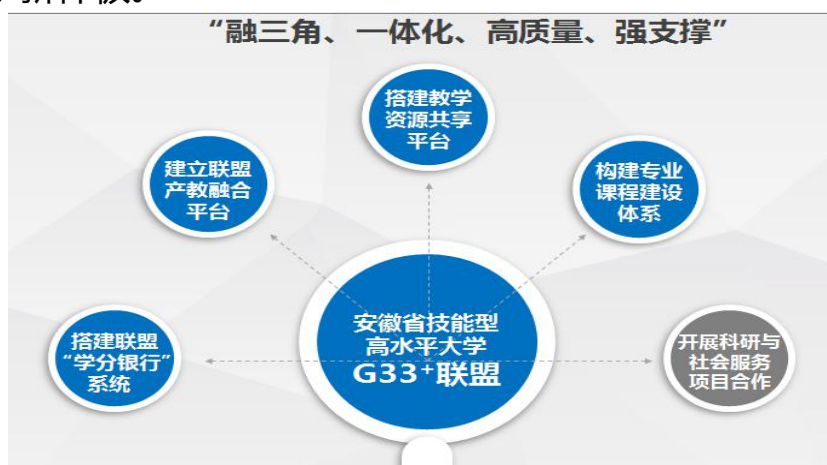 “融三角、一体化、高质量、强支撑”
搭建教学
资源共享
平台
建立联盟
产教融合
平台
构建专业
课程建设
体系
搭建联盟
“学分银行”
系统
安徽省技能型
高水平大学
G33⁺联盟
开展科研与
社会服务
项目合作